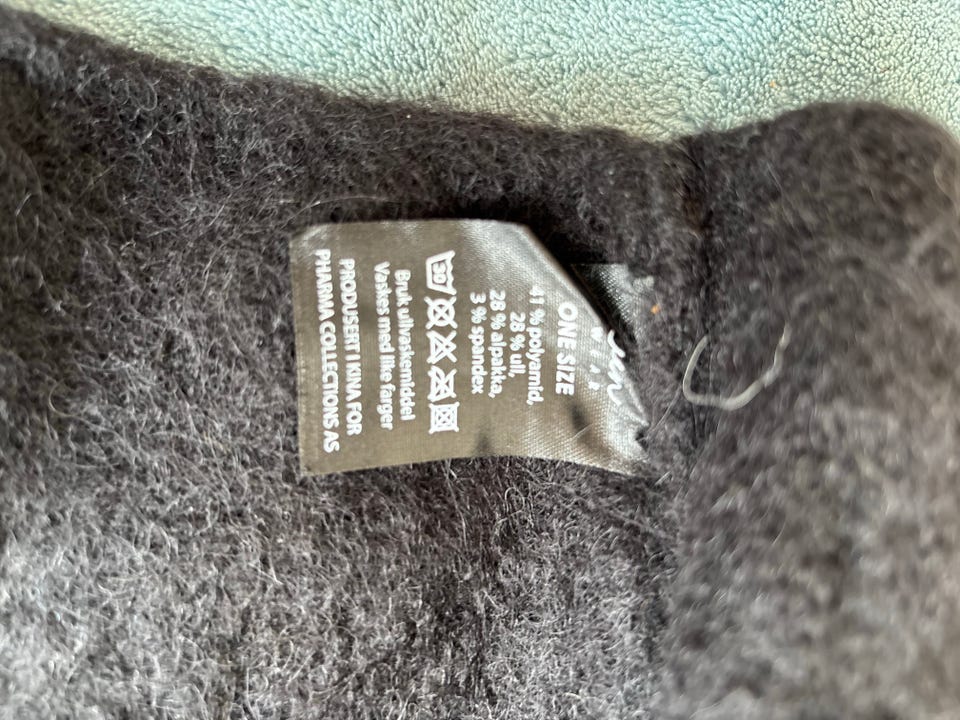 ONE SIZE
41 % polyamid,
28 % ull,
28 % alpakka,
3 % spandex
30
Bruk ullvaskemiddel
Vaskes med like farger
PRODUSERT I KINA FOR
PHARMA COLLECTIONS AS